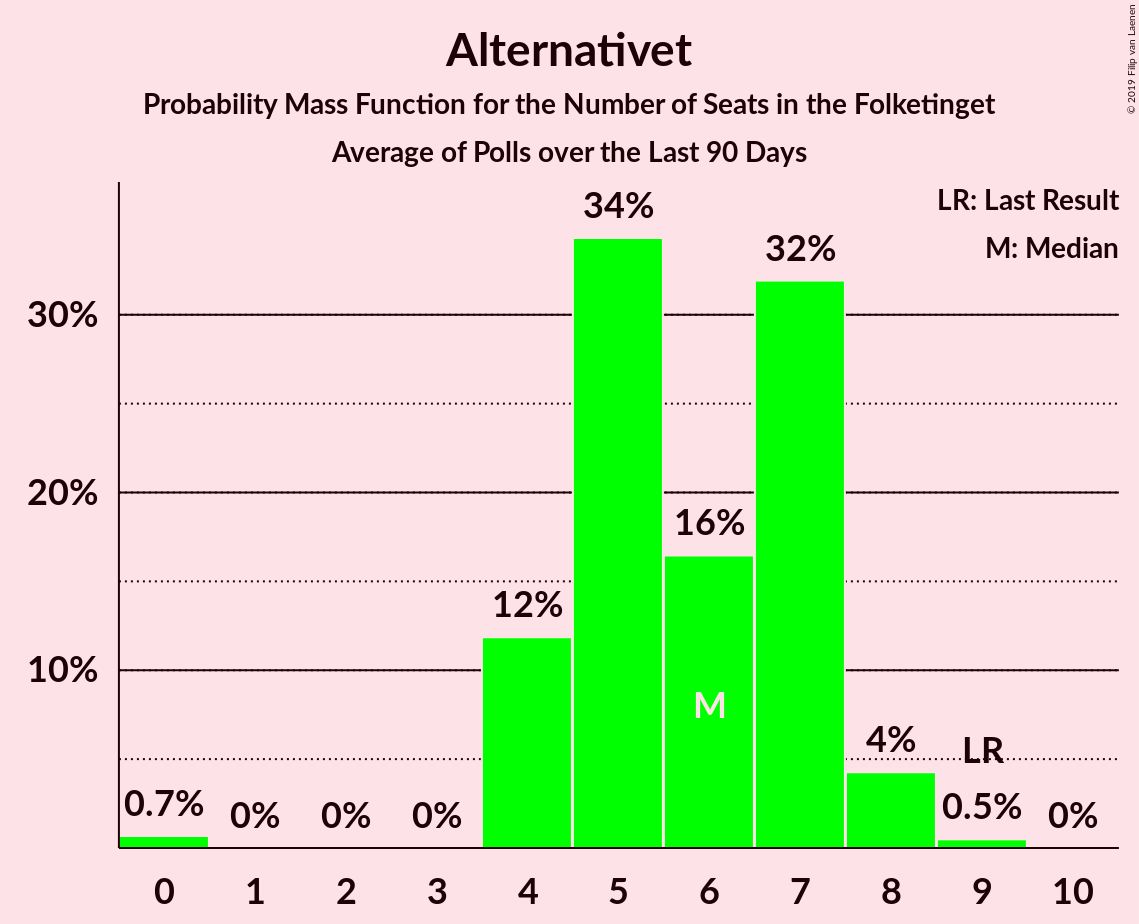 Alternativet
Probability Mass Function for the Number of Seats in the Folketinget
Average of Polls over the Last 90 Days
© 2019 Filip van Laenen
LR: Last Result
M: Median
34%
32%
30%
20%
16%
12%
10%
M
4%
LR
0.7%
0%
0%
0%
0.5%
0%
0 1 2 3 4 5 6 7 8 9 10